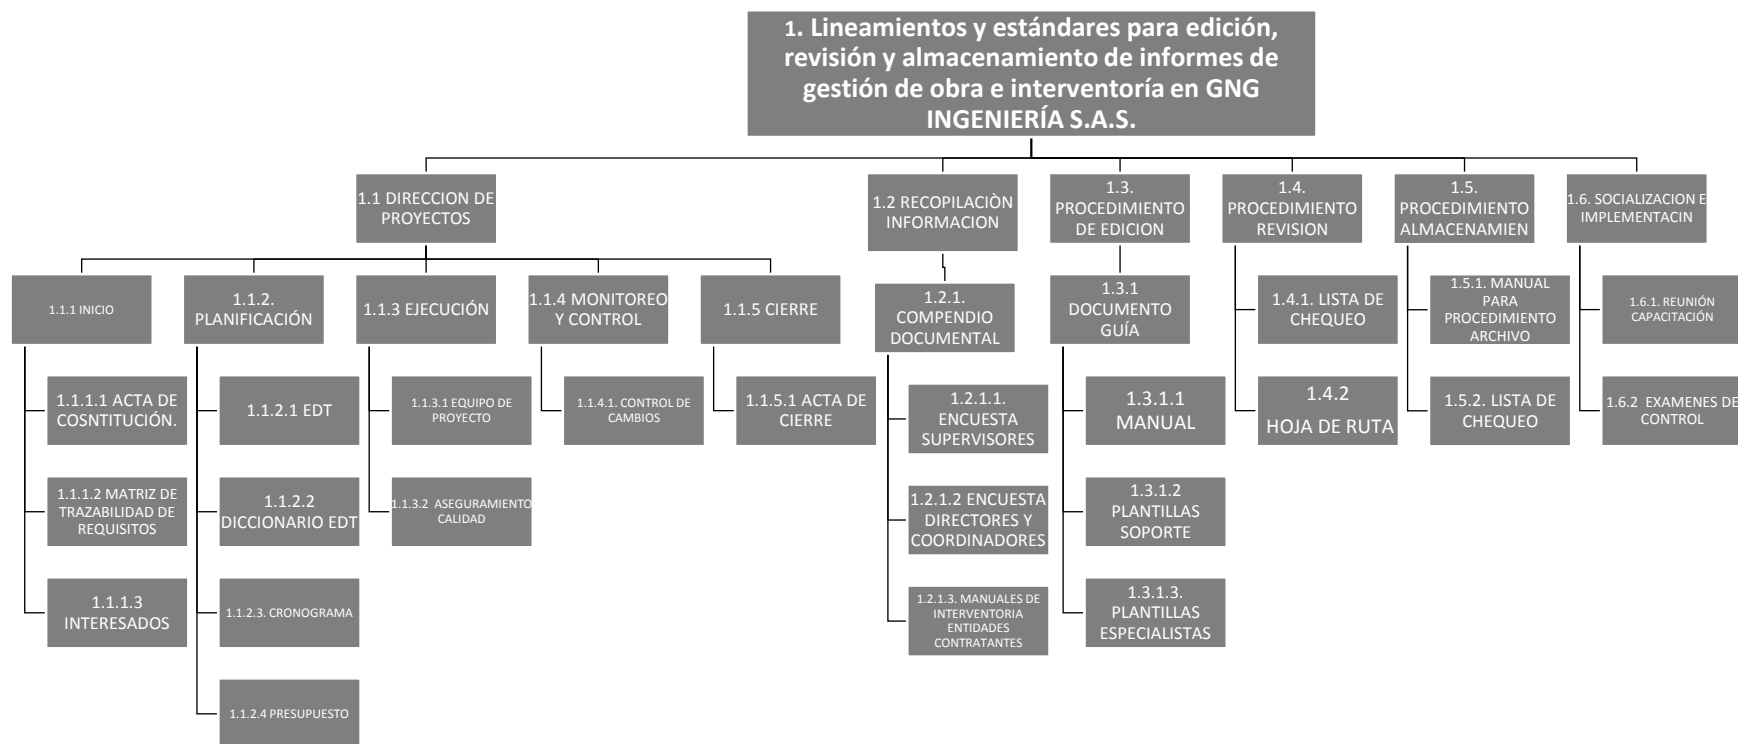 1. Lineamientos y estándares para edición,
revisión y almacenamiento de informes de
gestión de obra e interventoría en GNG
INGENIERÍA S.A.S.
1.1 DIRECCION DE
PROYECTOS
1.2 RECOPILACIÒN
INFORMACION
1.3.
PROCEDIMIENTO
DE EDICION
1.4.
PROCEDIMIENTO
REVISION
1.5.
PROCEDIMIENTO
ALMACENAMIEN
1.6. SOCIALIZACION E
IMPLEMENTACIN
1.1.1 INICIO
1.1.2.
PLANIFICACIÓN
1.1.3 EJECUCIÓN
1.1.4 MONITOREO
Y CONTROL
1.1.5 CIERRE
1.2.1.
COMPENDIO
DOCUMENTAL
1.3.1
DOCUMENTO
GUÍA
1.4.1. LISTA DE
CHEQUEO
1.5.1. MANUAL
PARA
PROCEDIMIENTO
ARCHIVO
1.6.1. REUNIÓN
CAPACITACIÓN
1.1.1.1 ACTA DE
COSNTITUCIÓN.
1.1.2.1 EDT
1.1.3.1 EQUIPO DE
PROYECTO
1.1.4.1. CONTROL DE
CAMBIOS
1.1.5.1 ACTA DE
CIERRE
1.2.1.1.
ENCUESTA
SUPERVISORES
1.3.1.1
MANUAL
1.4.2
HOJA DE RUTA
1.5.2. LISTA DE
CHEQUEO
1.6.2 EXAMENES DE
CONTROL
1.1.1.2 MATRIZ DE
TRAZABILIDAD DE
REQUISITOS
1.1.2.2
DICCIONARIO EDT
1.1.3.2 ASEGURAMIENTO
CALIDAD
1.2.1.2 ENCUESTA
DIRECTORES Y
COORDINADORES
1.3.1.2
PLANTILLAS
SOPORTE
1.1.1.3
INTERESADOS
1.1.2.3. CRONOGRAMA
1.2.1.3. MANUALES DE
INTERVENTORIA
ENTIDADES
CONTRATANTES
1.3.1.3.
PLANTILLAS
ESPECIALISTAS
1.1.2.4 PRESUPUESTO